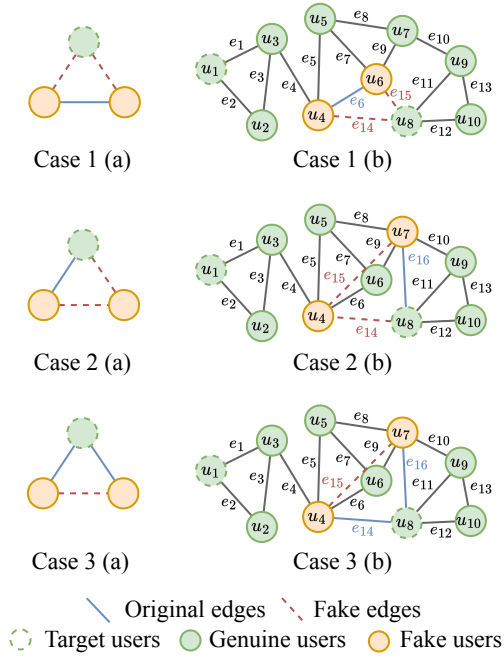 e₁ e₂ e₃ e₄ e₅ e₆ e₇ e₈ e₉ e₁₀ e₁₁ e₁₂ e₁₃ e₁₄ e₁₅
u₁ u₂ u₃ u₄ u₅ u₆ u₇ u₈ u₉ u₁₀
Case 1 (a) Case 1 (b)
e₁ e₂ e₃ e₄ e₅ e₆ e₇ e₈ e₉ e₁₀ e₁₁ e₁₂ e₁₃ e₁₄ e₁₅ e₁₆
u₁ u₂ u₃ u₄ u₅ u₆ u₇ u₈ u₉ u₁₀
Case 2 (a) Case 2 (b)
e₁ e₂ e₃ e₄ e₅ e₆ e₇ e₈ e₉ e₁₀ e₁₁ e₁₂ e₁₃ e₁₄ e₁₅ e₁₆
u₁ u₂ u₃ u₄ u₅ u₆ u₇ u₈ u₉ u₁₀
Case 3 (a) Case 3 (b)
Original edges Fake edges
Target users Genuine users Fake users